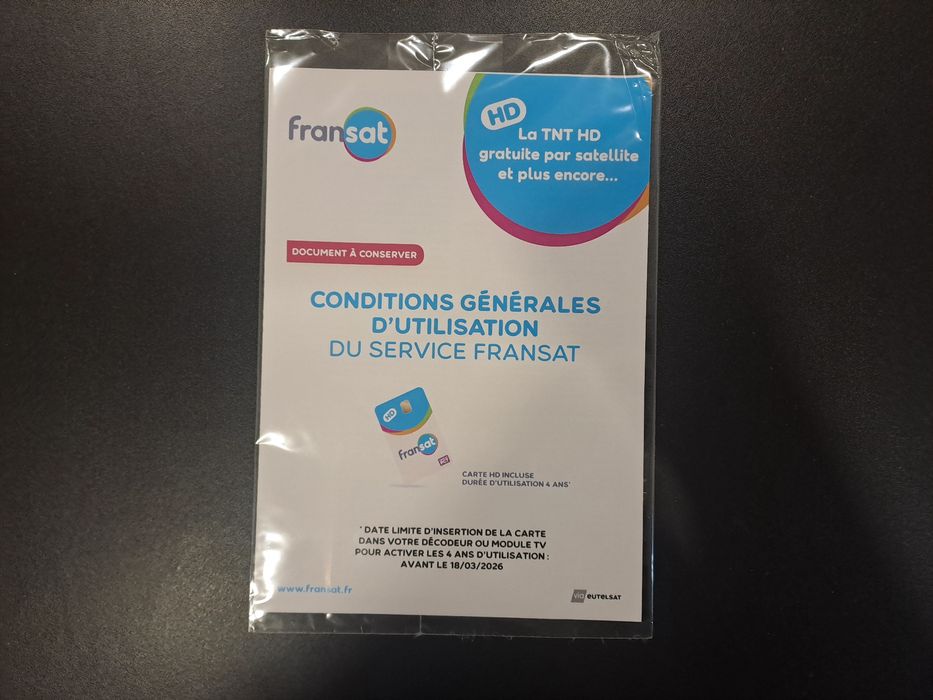 fransat
HD
La TNT HD
gratuite par satellite
et plus encore...
DOCUMENT À CONSERVER
CONDITIONS GÉNÉRALES
D'UTILISATION
DU SERVICE FRANSAT
HD
fransat
CARTE HD INCLUSE
DURÉE D'UTILISATION 4 ANS*
* DATE LIMITE D'INSERTION DE LA CARTE
DANS VOTRE DÉCODEUR OU MODULE TV
POUR ACTIVER LES 4 ANS D'UTILISATION :
AVANT LE 18/03/2026
www.fransat.fr
via eutelsat